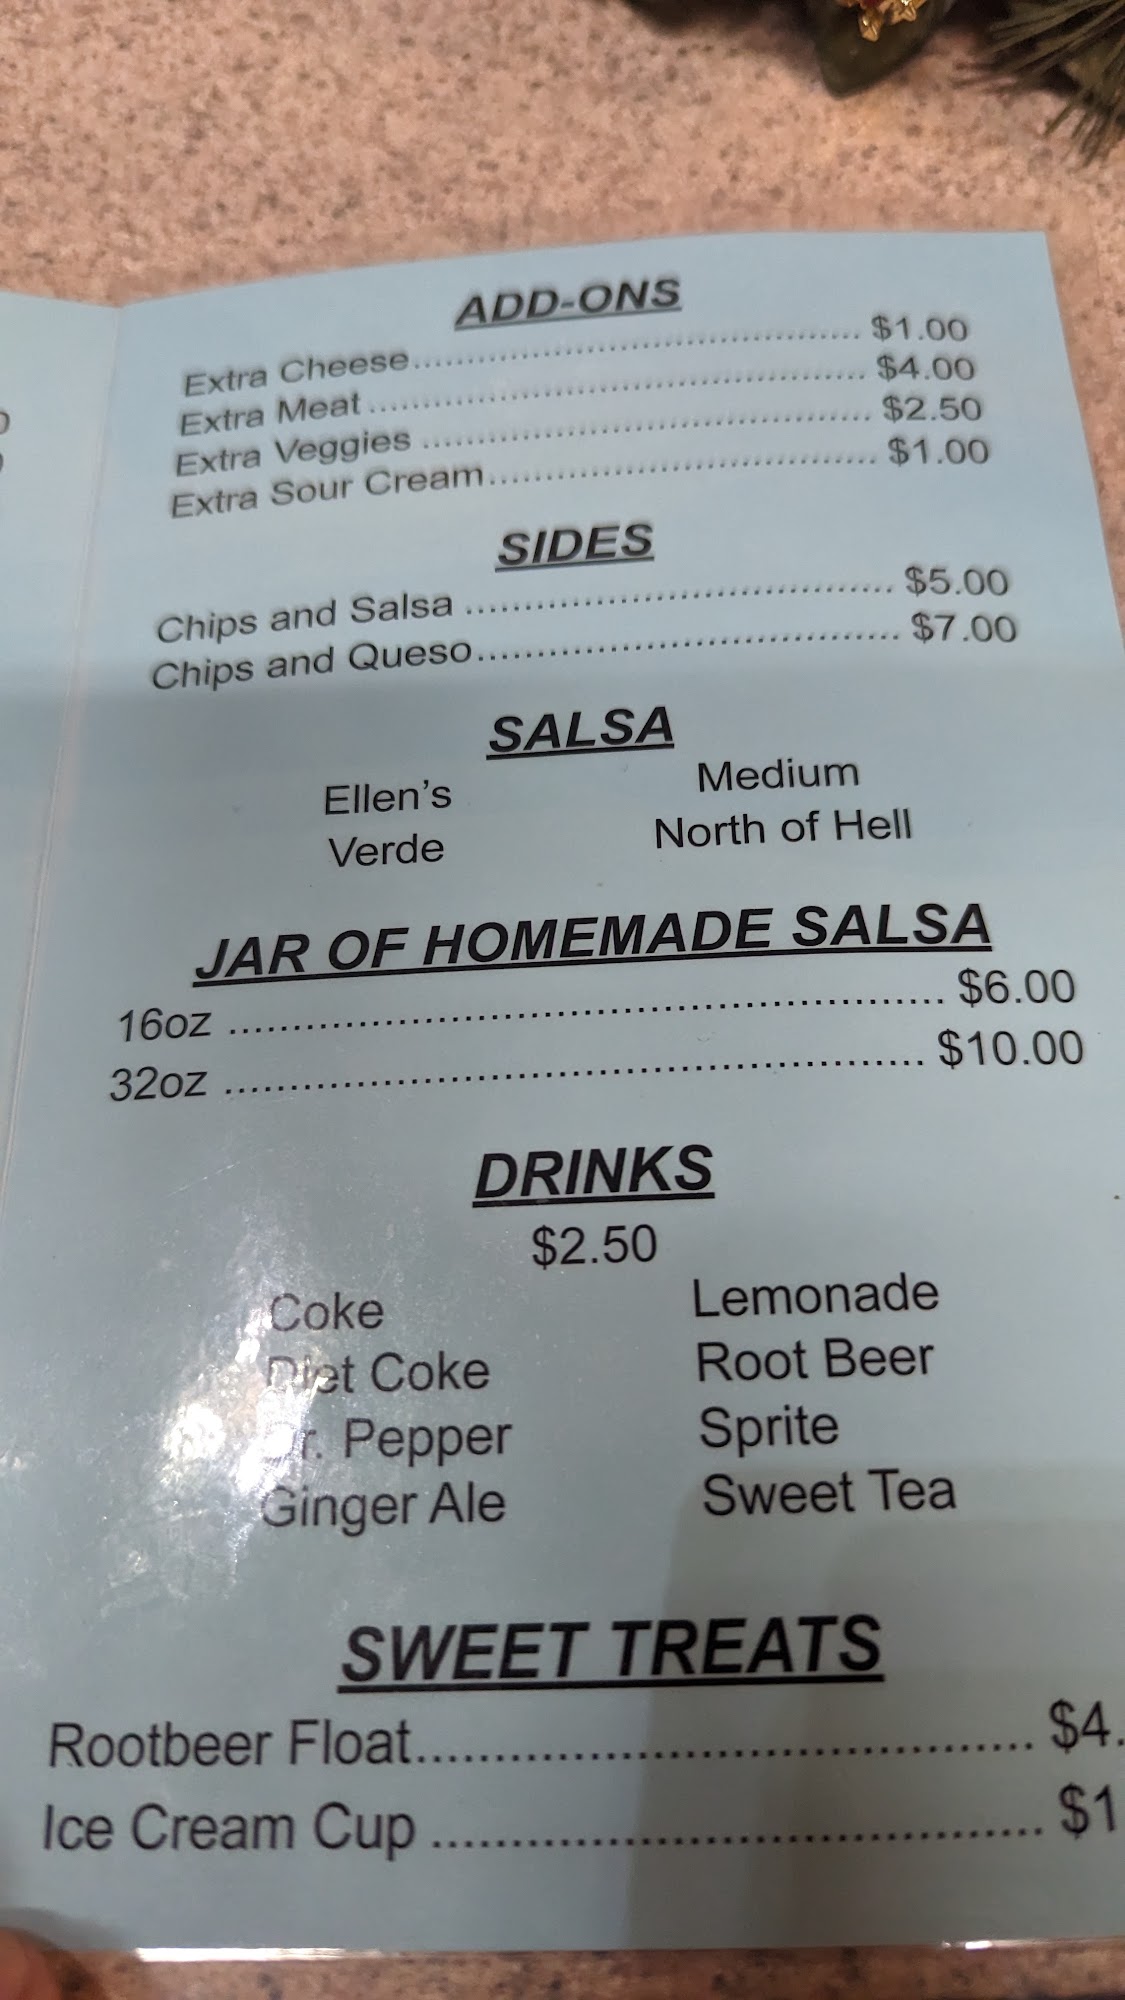 ADD-ONS
Extra Cheese........................................ $1.00
Extra Meat ........................................... $4.00
Extra Veggies ....................................... $2.50
Extra Sour Cream.................................. $1.00
SIDES
Chips and Salsa .................................... $5.00
Chips and Queso................................... $7.00
SALSA
Ellen's Medium
Verde North of Hell
JAR OF HOMEMADE SALSA
16oz ...................................................... $6.00
32oz ..................................................... $10.00
DRINKS
$2.50
Coke Lemonade
Diet Coke Root Beer
Dr. Pepper Sprite
Ginger Ale Sweet Tea
SWEET TREATS
Rootbeer Float...................................... $4.
Ice Cream Cup ..................................... $1